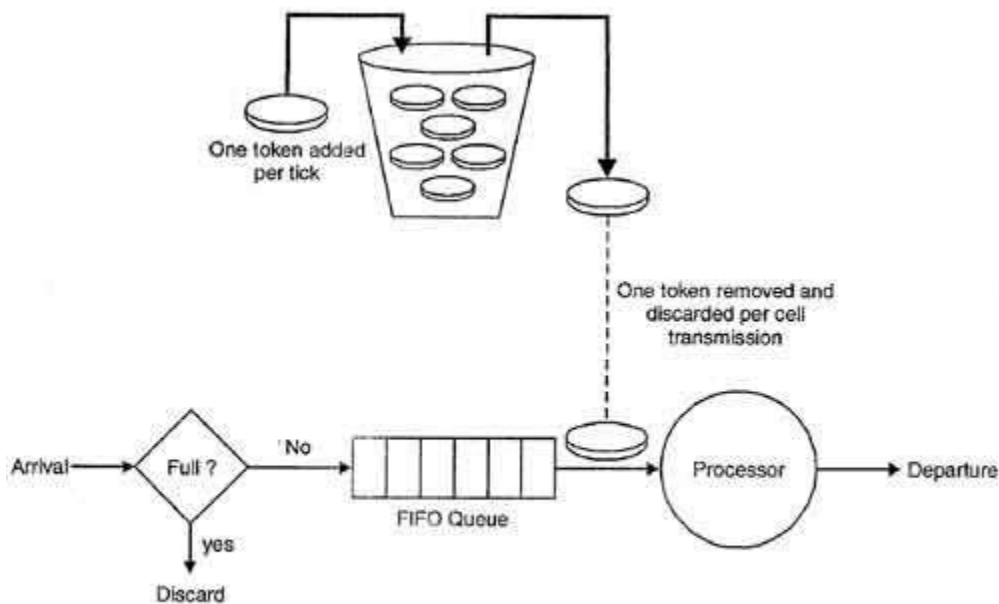 One token added
per tick
One token removed and
discarded per cell
transmission
Arrival
Full ?
No
yes
Discard
FIFO Queue
Processor
Departure